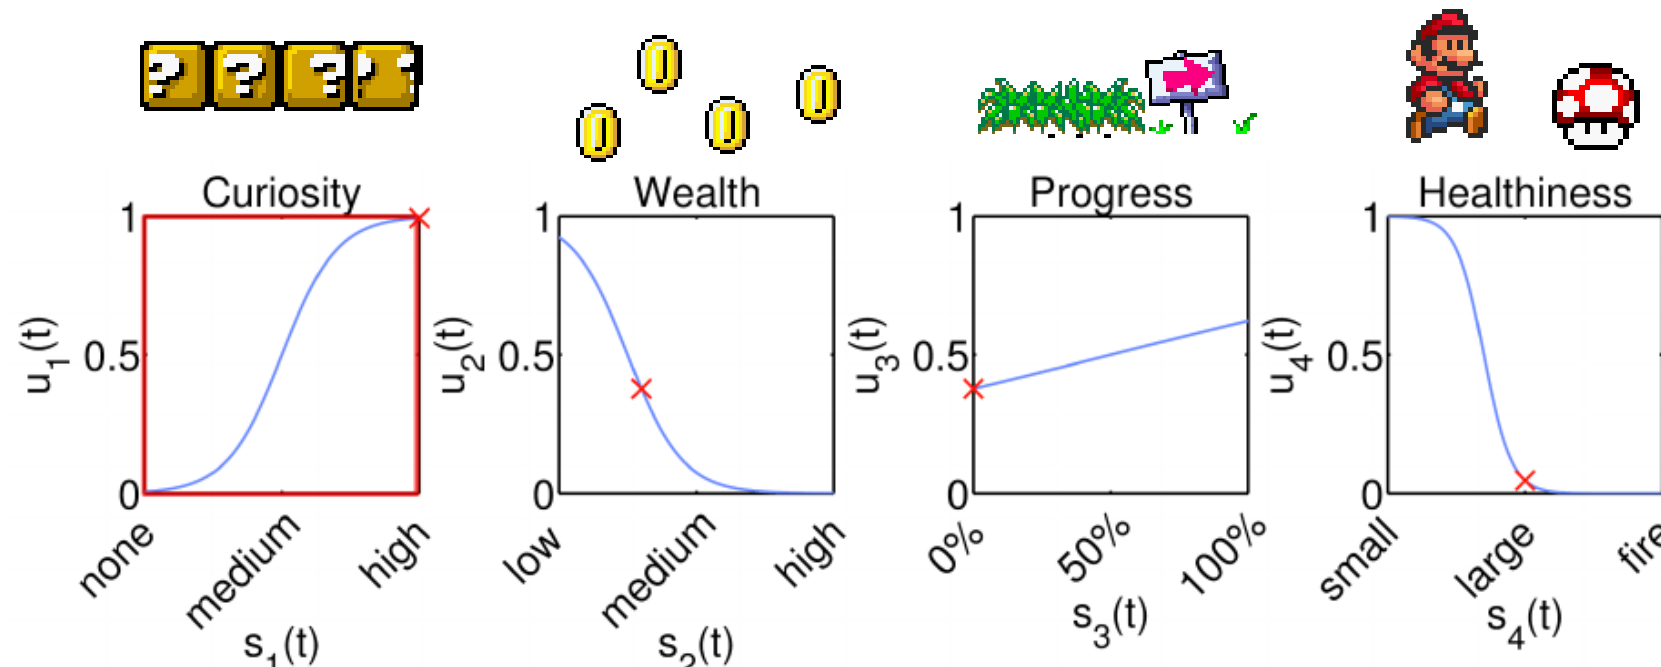 ? ? ? ? ?
Curiosity
1
0.5
0
u1(t)
none
medium
high
s1(t)
Wealth
1
0.5
0
u2(t)
low
medium
high
s2(t)
Progress
1
0.5
0
u3(t)
0%
50%
100%
s3(t)
Healthiness
1
0.5
0
u4(t)
small
large
fire
s4(t)